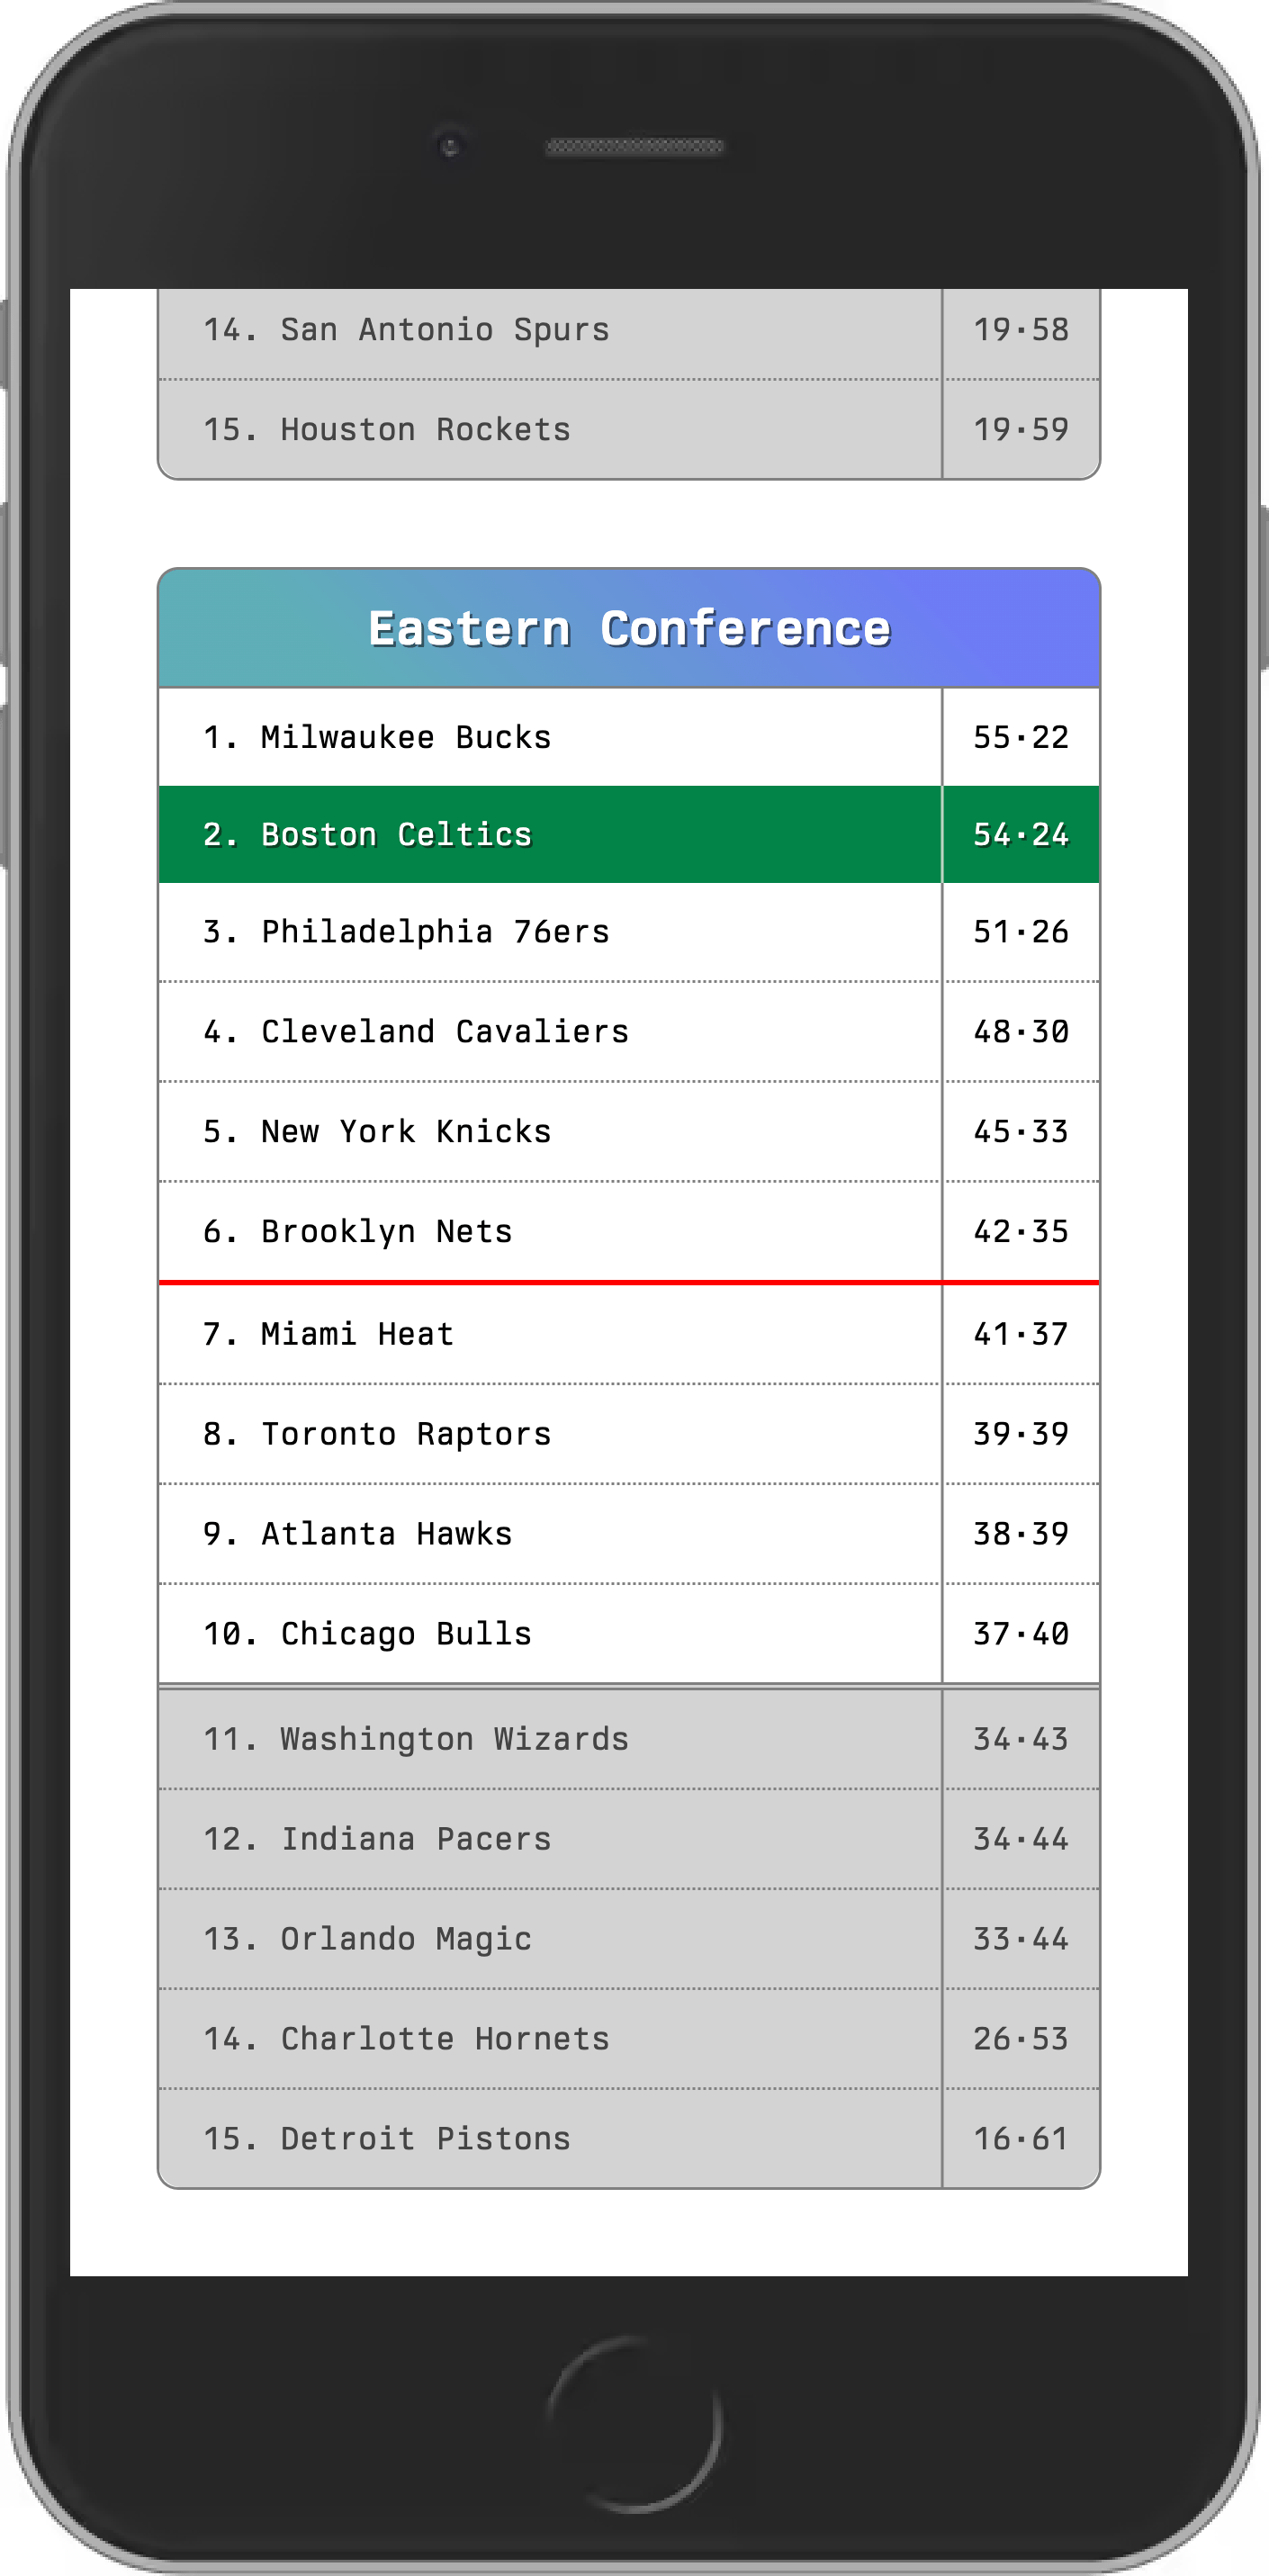 14. San Antonio Spurs 19·58
15. Houston Rockets 19·59
Eastern Conference
1. Milwaukee Bucks 55·22
2. Boston Celtics 54·24
3. Philadelphia 76ers 51·26
4. Cleveland Cavaliers 48·30
5. New York Knicks 45·33
6. Brooklyn Nets 42·35
7. Miami Heat 41·37
8. Toronto Raptors 39·39
9. Atlanta Hawks 38·39
10. Chicago Bulls 37·40
11. Washington Wizards 34·43
12. Indiana Pacers 34·44
13. Orlando Magic 33·44
14. Charlotte Hornets 26·53
15. Detroit Pistons 16·61